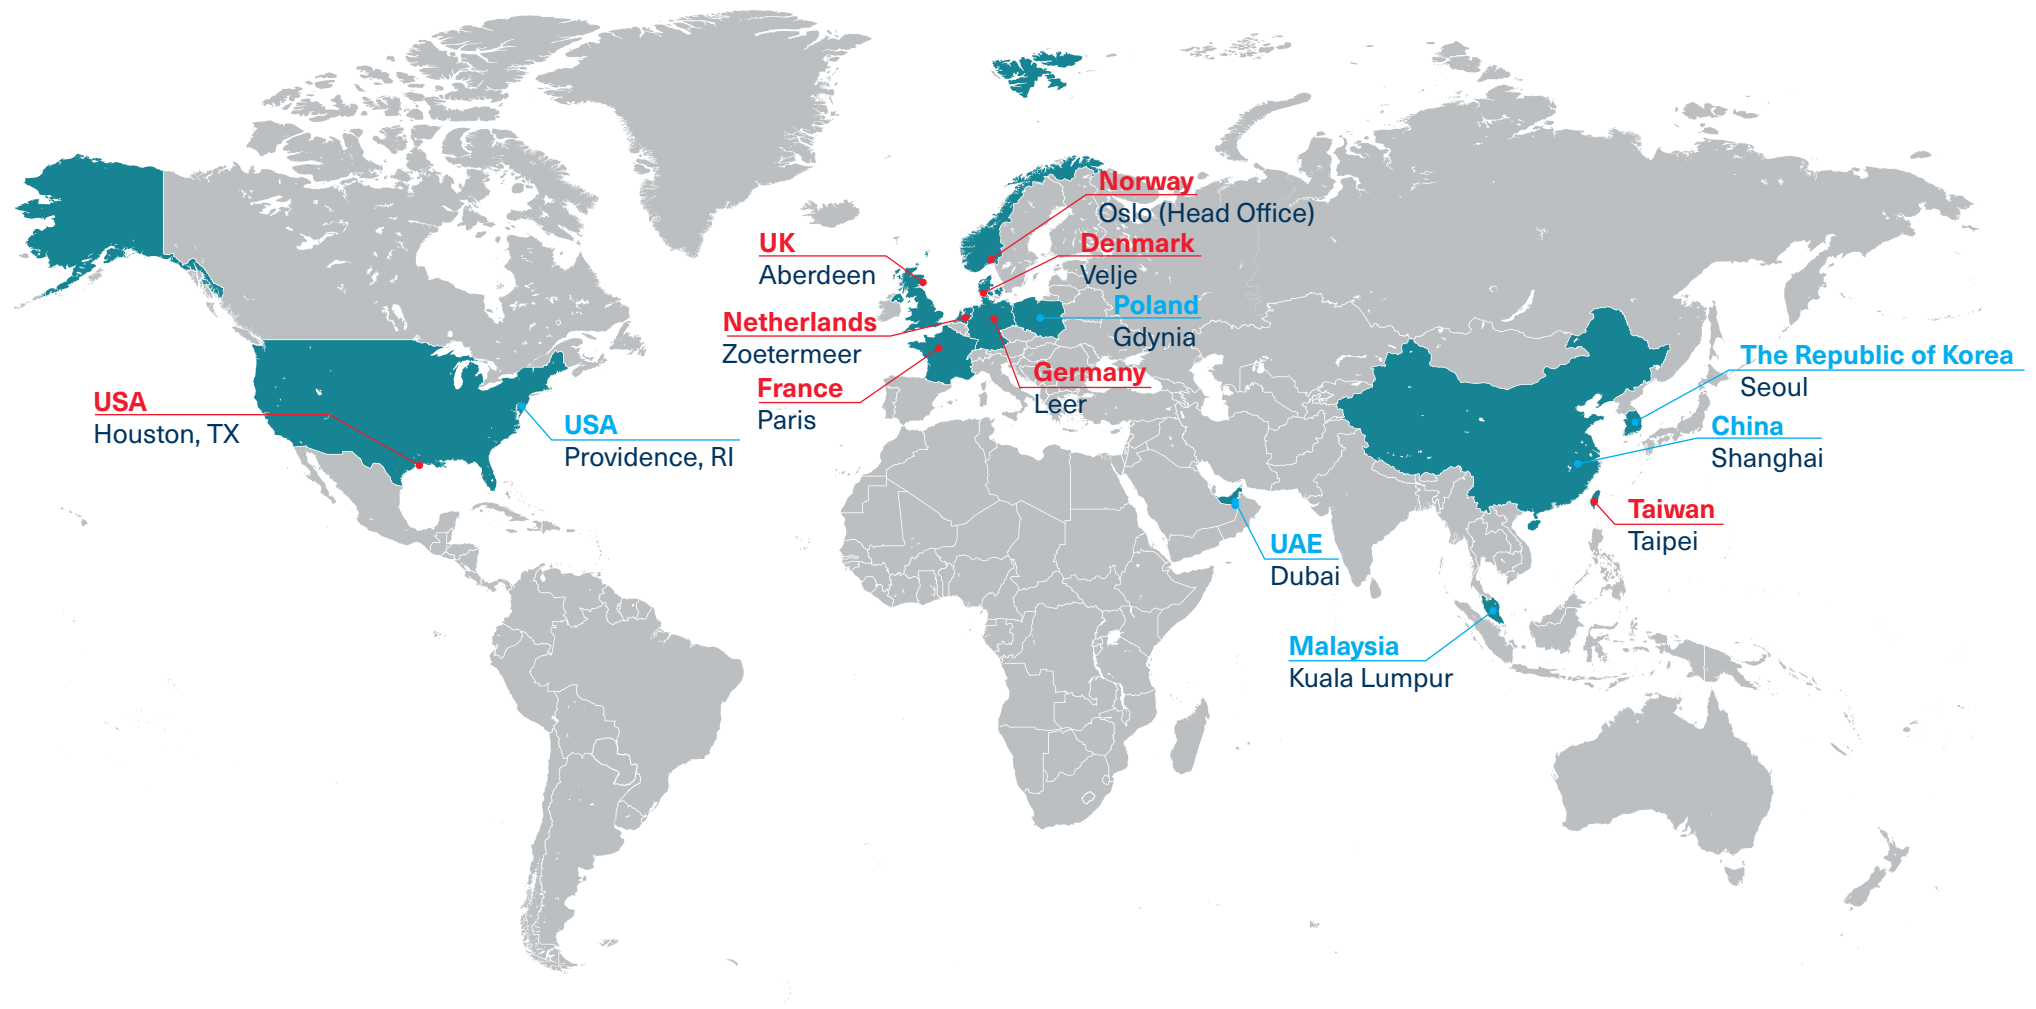 Norway
Oslo (Head Office)
UK
Aberdeen
Denmark
Velje
Poland
Gdynia
Netherlands
Zoetermeer
Germany
Leer
France
Paris
USA
Houston, TX
USA
Providence, RI
The Republic of Korea
Seoul
China
Shanghai
Taiwan
Taipei
UAE
Dubai
Malaysia
Kuala Lumpur